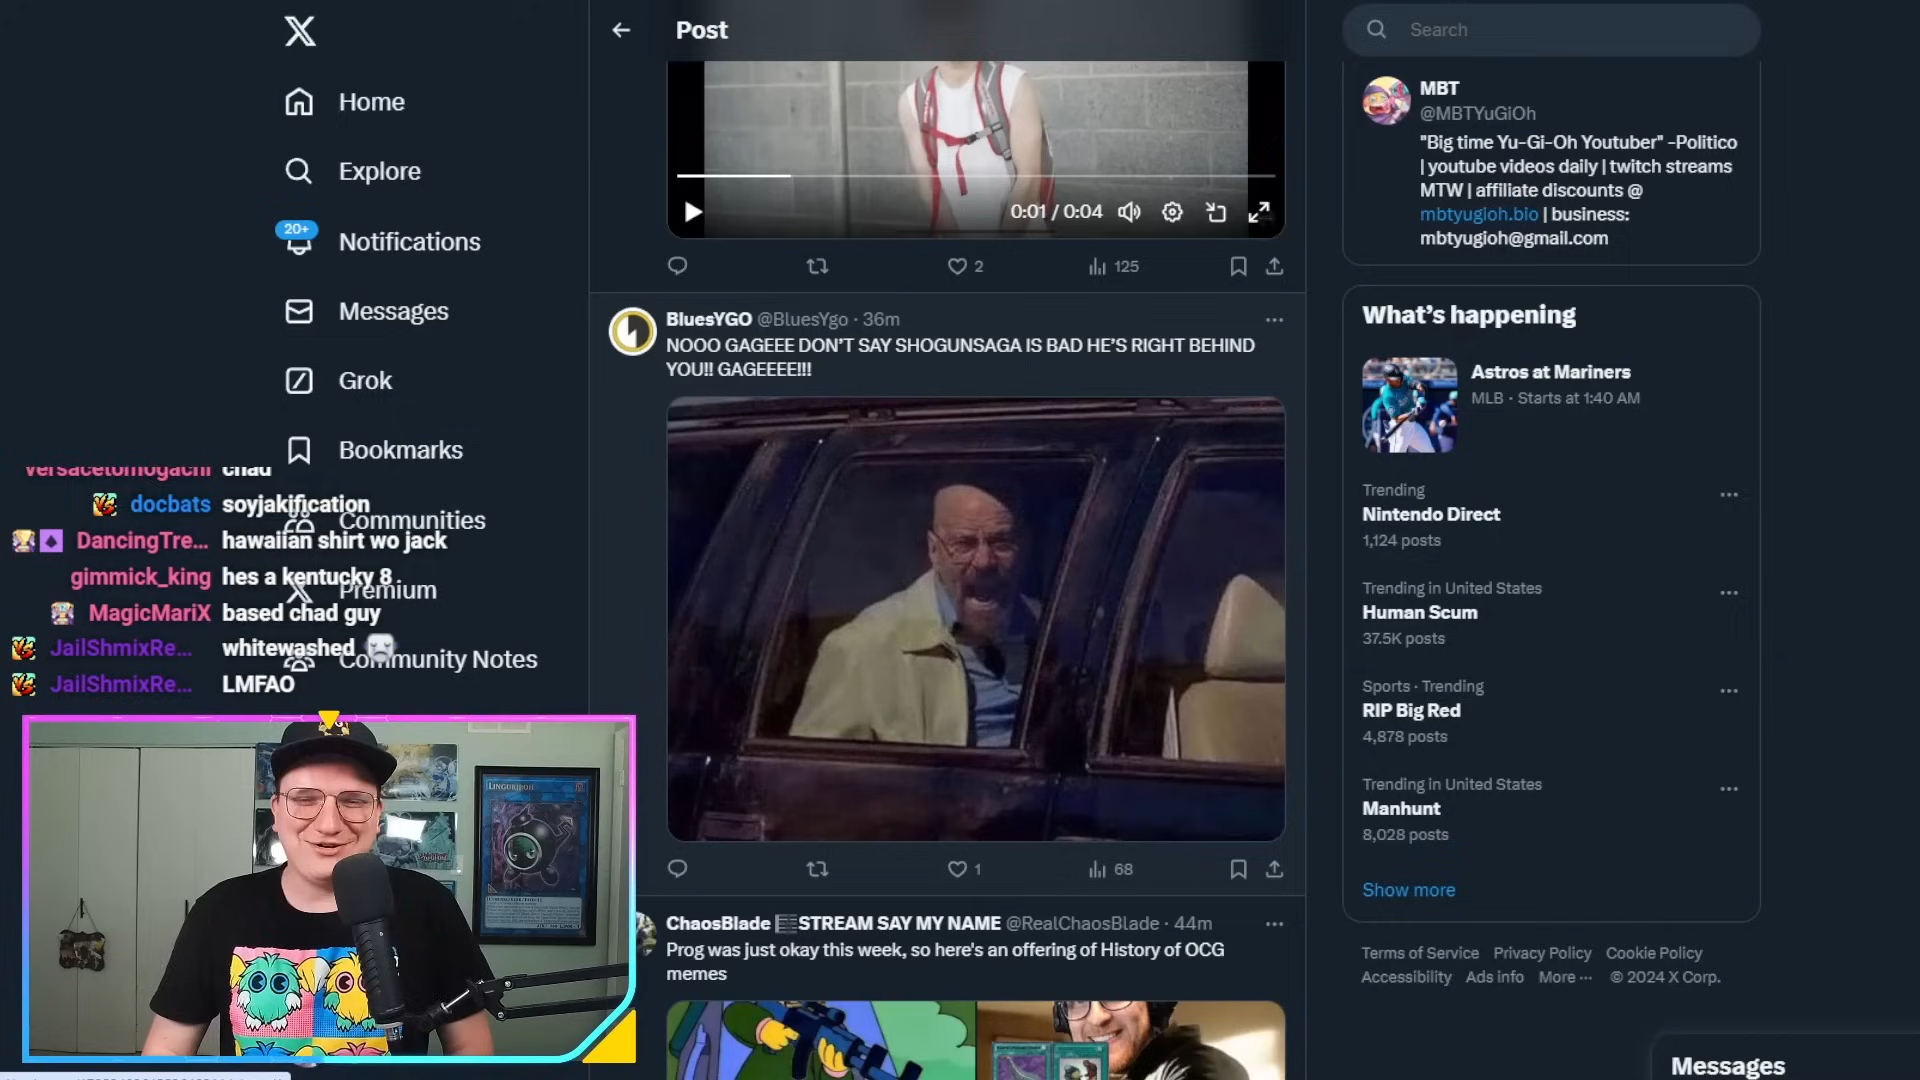 Home
Explore
20+
Notifications
Messages
Grok
Bookmarks
Communities
Premium
Community Notes
versacetomogachi chad
docbats soyjakification
DancingTre... hawaiian shirt wo jack
gimmick_king hes a kentucky 8
MagicMariX based chad guy
JailShmixRe... whitewashed
JailShmixRe... LMFAO
LINGURIBOH
Post
0:01 / 0:04
2
125
BluesYGO @BluesYgo · 36m
NOOO GAGEEE DON'T SAY SHOGUNSAGA IS BAD HE'S RIGHT BEHIND
YOU!! GAGEEEE!!!
1
68
ChaosBlade STREAM SAY MY NAME @RealChaosBlade · 44m
Prog was just okay this week, so here's an offering of History of OCG
memes
Search
MBT
@MBTYuGiOh
"Big time Yu-Gi-Oh Youtuber" -Politico
| youtube videos daily | twitch streams
MTW | affiliate discounts @
mbtyugioh.bio | business:
mbtyugioh@gmail.com
What's happening
Astros at Mariners
MLB · Starts at 1:40 AM
Trending
Nintendo Direct
1,124 posts
Trending in United States
Human Scum
37.5K posts
Sports · Trending
RIP Big Red
4,878 posts
Trending in United States
Manhunt
8,028 posts
Show more
Terms of Service Privacy Policy Cookie Policy
Accessibility Ads info More ··· © 2024 X Corp.
Messages